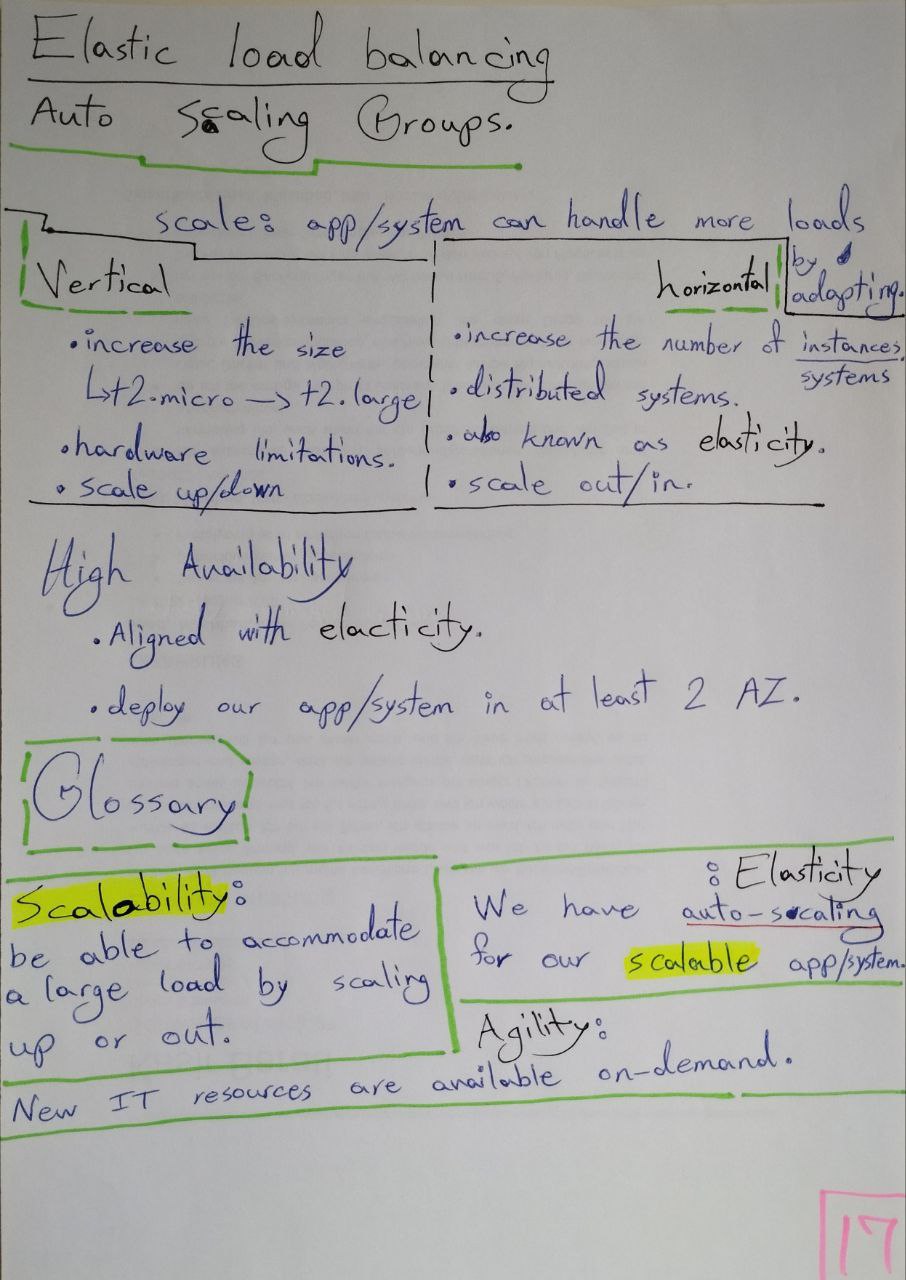 Elastic load balancing
Auto Scaling Groups.
scale: app/system can handle more loads
by
adapting.
Vertical
• increase the size
↳ t2.micro → t2.large
• hardware limitations.
• scale up/down
horizontal
• increase the number of instances
systems
• distributed systems.
• also known as elasticity.
• scale out/in.
High Availability
• Aligned with elacticity.
• deploy our app/system in at least 2 AZ.
Glossary
Scalability:
be able to accommodate
a large load by scaling
up or out.
: Elasticity
We have auto-scaling
for our scalable app/system.
Agility:
New IT resources are available on-demand.
17